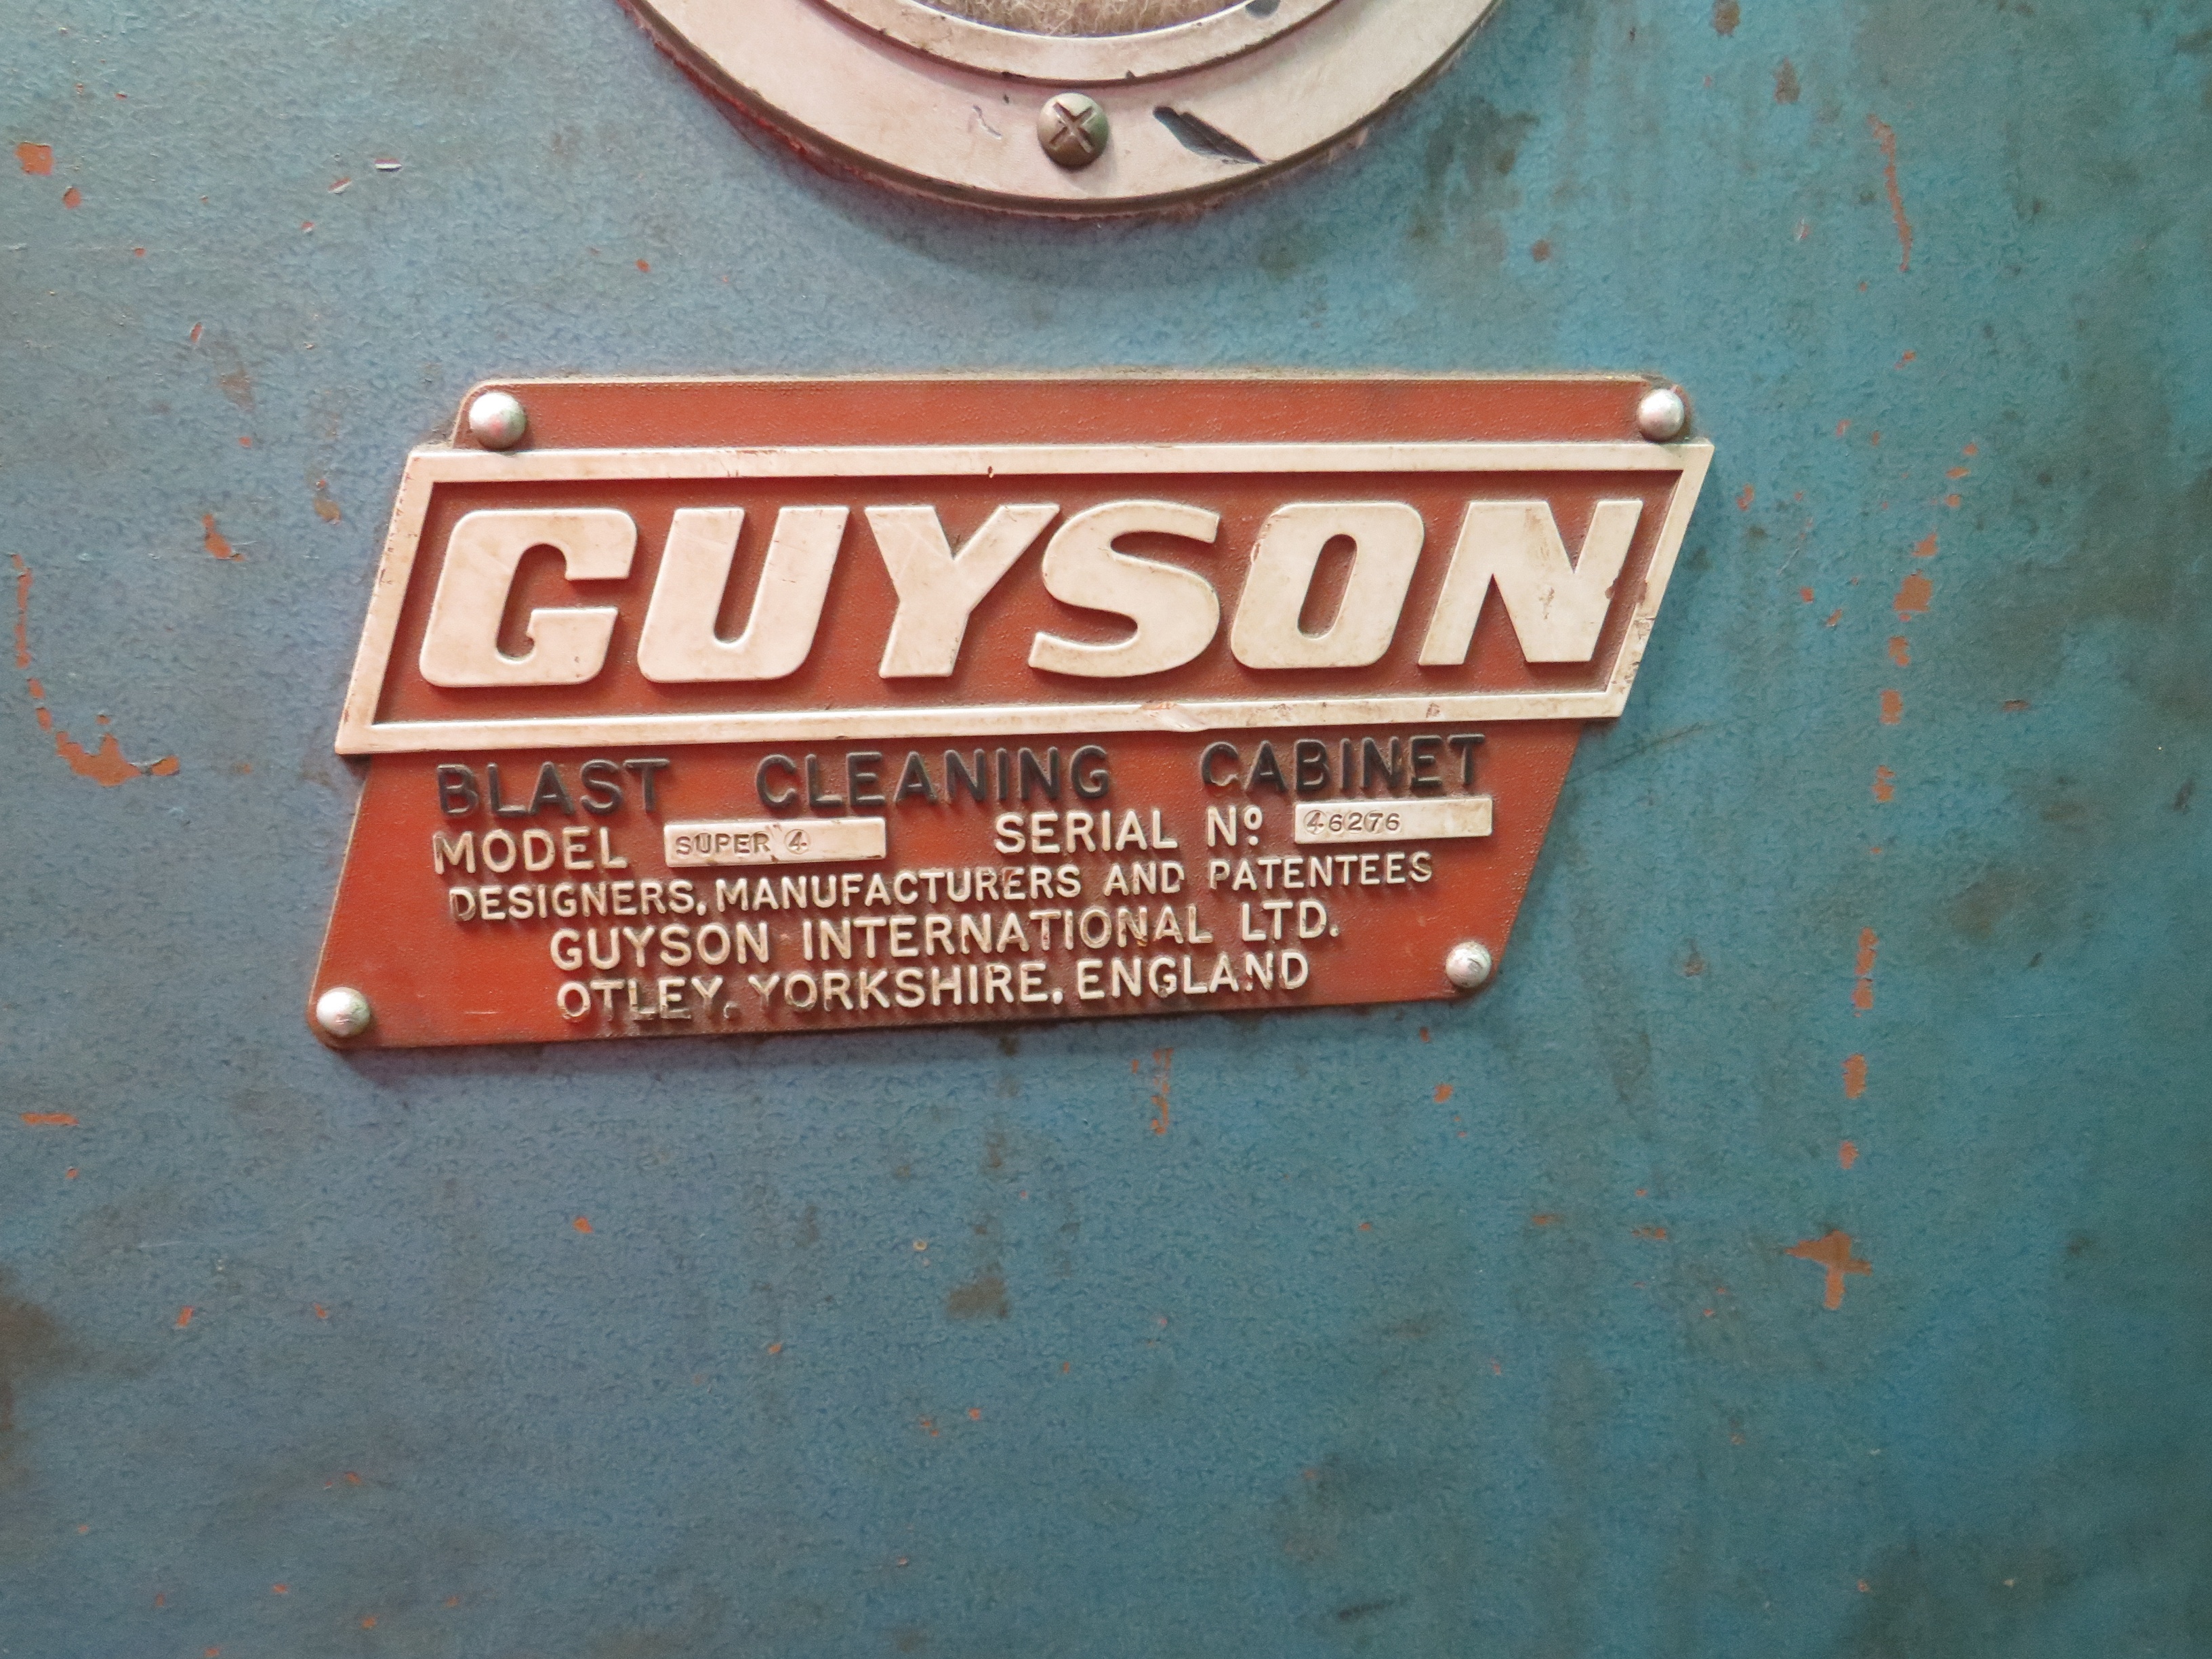 GUYSON
BLAST CLEANING CABINET
MODEL SUPER 4 SERIAL Nº 46276
DESIGNERS, MANUFACTURERS AND PATENTEES
GUYSON INTERNATIONAL LTD.
OTLEY, YORKSHIRE, ENGLAND